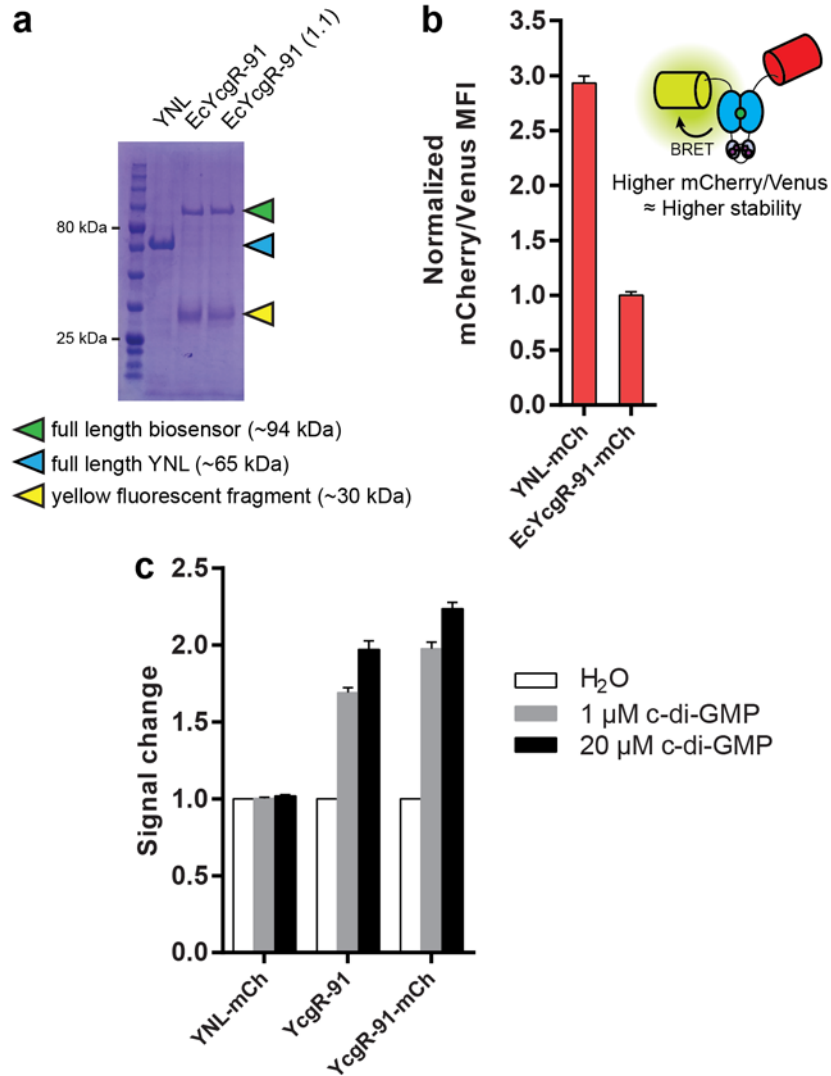 a
YNL
EcYcgR-91
EcYcgR-91 (1.1)
80 kDa
25 kDa
full length biosensor (~94 kDa)
full length YNL (~65 kDa)
yellow fluorescent fragment (~30 kDa)
b
Normalized
mCherry/Venus MFI
3.5
3.0
2.5
2.0
1.5
1.0
0.5
0.0
YNL-mCh
EcYcgR-91-mCh
BRET
Higher mCherry/Venus
≈ Higher stability
c
Signal change
2.5
2.0
1.5
1.0
0.5
0.0
YNL-mCh
YcgR-91
YcgR-91-mCh
H₂O
1 µM c-di-GMP
20 µM c-di-GMP